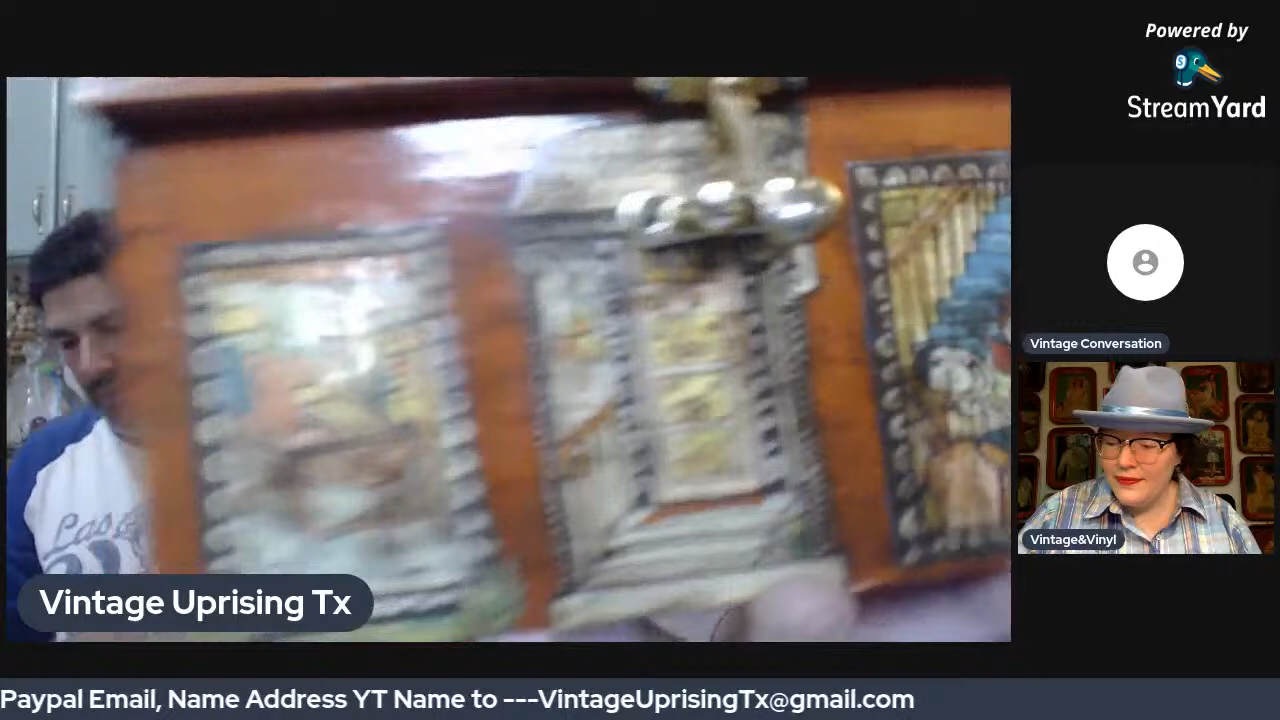 Powered by
StreamYard
Vintage Conversation
Vintage&Vinyl
Vintage Uprising Tx
Paypal Email, Name Address YT Name to ---VintageUprisingTx@gmail.com